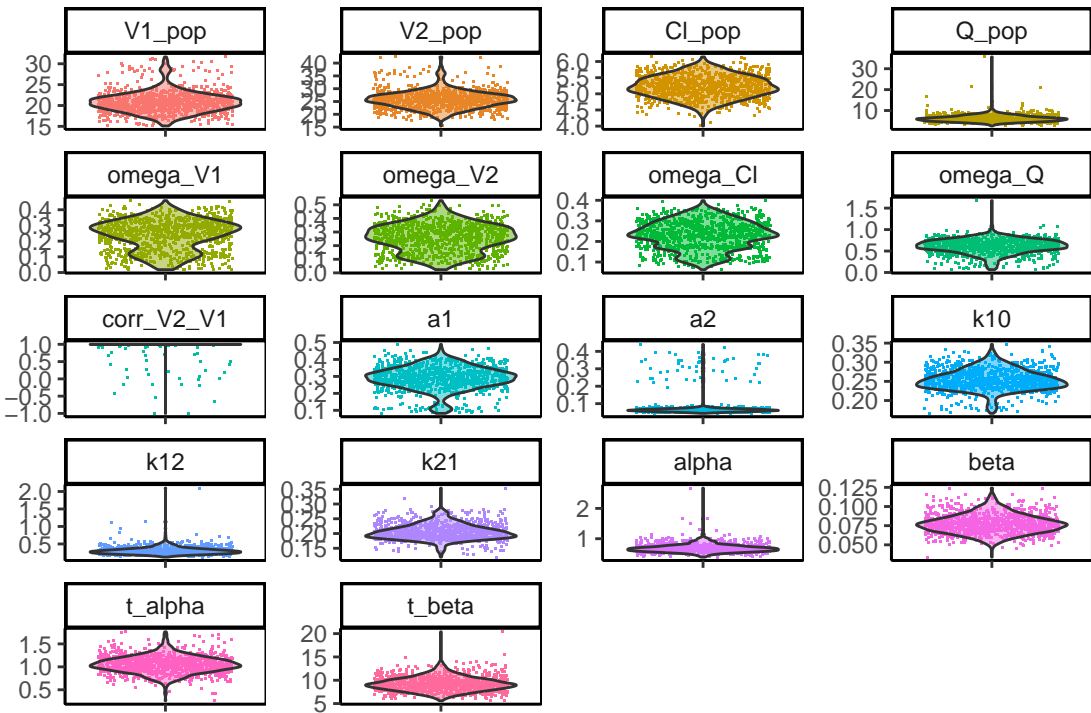 V1_pop V2_pop Cl_pop Q_pop
30 25 20 15
40 35 30 25 20 15
6.0 5.5 5.0 4.5 4.0
30 20 10
omega_V1 omega_V2 omega_Cl omega_Q
0.4 0.3 0.2 0.1 0.0
0.5 0.4 0.3 0.2 0.1 0.0
0.4 0.3 0.2 0.1
1.5 1.0 0.5 0.0
corr_V2_V1 a1 a2 k10
1.0 0.5 0.0 −0.5 −1.0
0.5 0.4 0.3 0.2 0.1
0.4 0.3 0.2 0.1
0.35 0.30 0.25 0.20
k12 k21 alpha beta
2.0 1.5 1.0 0.5
0.35 0.30 0.25 0.20 0.15
2 1
0.125 0.100 0.075 0.050
t_alpha t_beta
1.5 1.0 0.5
20 15 10 5